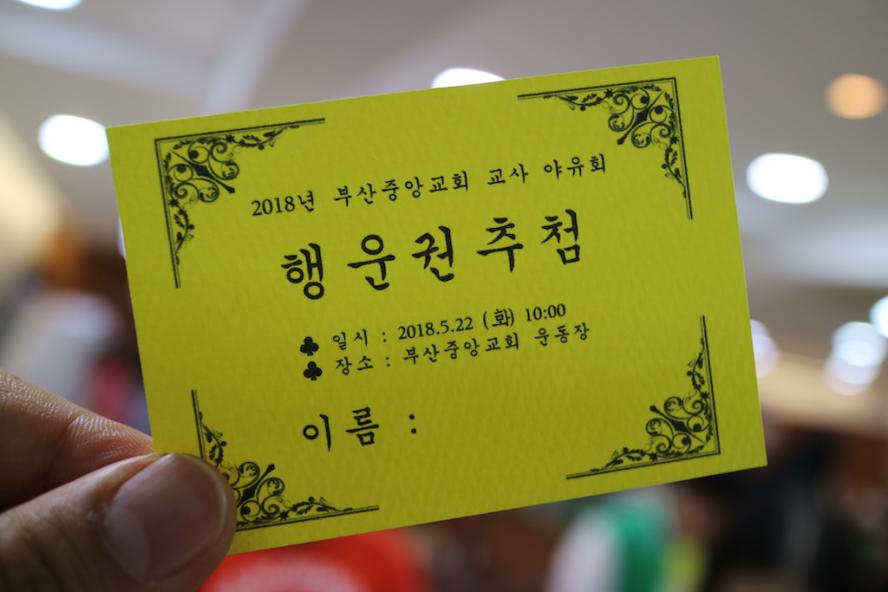 2018년 부산중앙교회 교사 야유회
행운권추첨
♣ 일시 : 2018.5.22 (화) 10:00
♣ 장소 : 부산중앙교회 운동장
이름 :